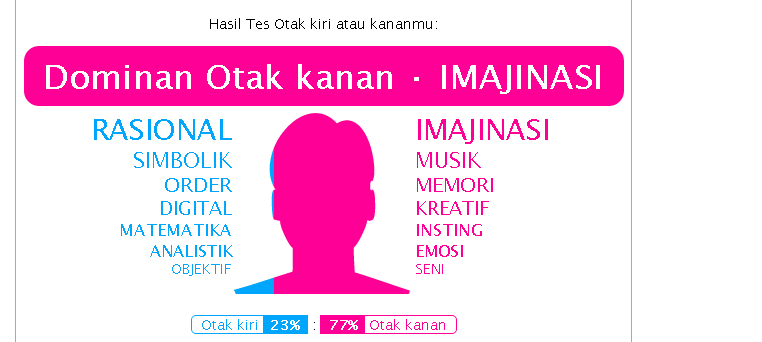 Hasil Tes Otak kiri atau kananmu:
Dominan Otak kanan - IMAJINASI
RASIONAL
SIMBOLIK
ORDER
DIGITAL
MATEMATIKA
ANALISTIK
OBJEKTIF
IMAJINASI
MUSIK
MEMORI
KREATIF
INSTING
EMOSI
SENI
Otak kiri 23% : 77% Otak kanan